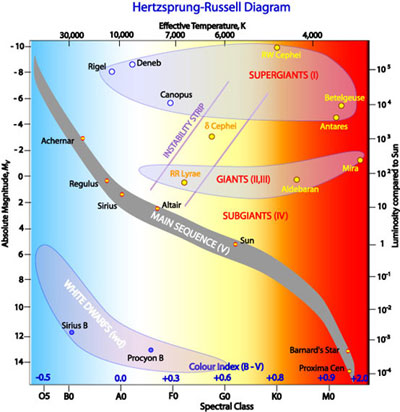 Hertzsprung-Russell Diagram
Effective Temperature, K
30,000 10,000 7,000 6,000 4,000
Absolute Magnitude, Mv
-10
-8
-6
-4
-2
0
2
4
6
8
10
12
14
Luminosity compared to Sun
10^5
10^4
10^3
10^2
10
1
10^-1
10^-2
10^-3
10^-4
Rigel
Deneb
Canopus
RW Cephei
SUPERGIANTS (I)
Betelgeuse
Antares
INSTABILITY STRIP
δ Cephei
Achernar
Regulus
Sirius
Altair
RR Lyrae
GIANTS (II,III)
Mira
Aldebaran
SUBGIANTS (IV)
MAIN SEQUENCE (V)
Sun
WHITE DWARFS
Sirius B
Procyon B
Barnard's Star
Proxima Cen
Colour Index (B - V)
-0.5 0.0 +0.3 +0.6 +0.8 +0.9 +2.0
O5 B0 A0 F0 G0 K0 M0
Spectral Class